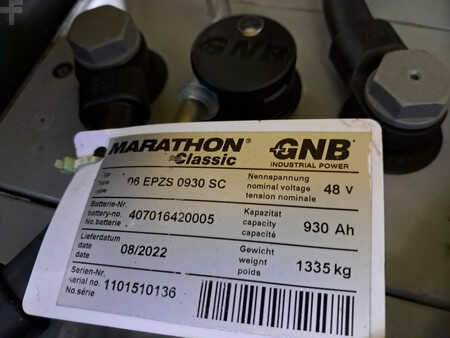 GNB
MARATHON®
Classic
GNB®
INDUSTRIAL POWER
06 EPZS 0930 SC
Nennspannung
nominal voltage
tension nominale
48 V
Batterie-Nr.
battery-no.
No.batterie
407016420005
Kapazität
capacity
capacité
930 Ah
Lieferdatum
date
date
08/2022
Gewicht
weight
poids
1335 kg
Serien-Nr.
serial no.
No.série
1101510136